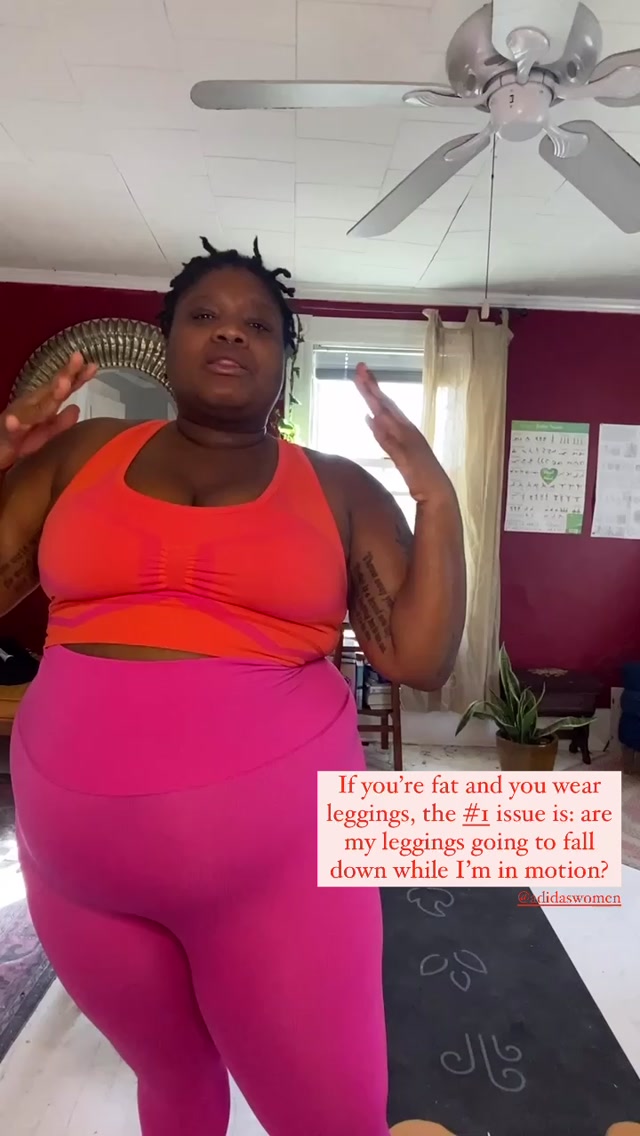 If you’re fat and you wear
leggings, the #1 issue is: are
my leggings going to fall
down while I’m in motion?
@adidaswomen